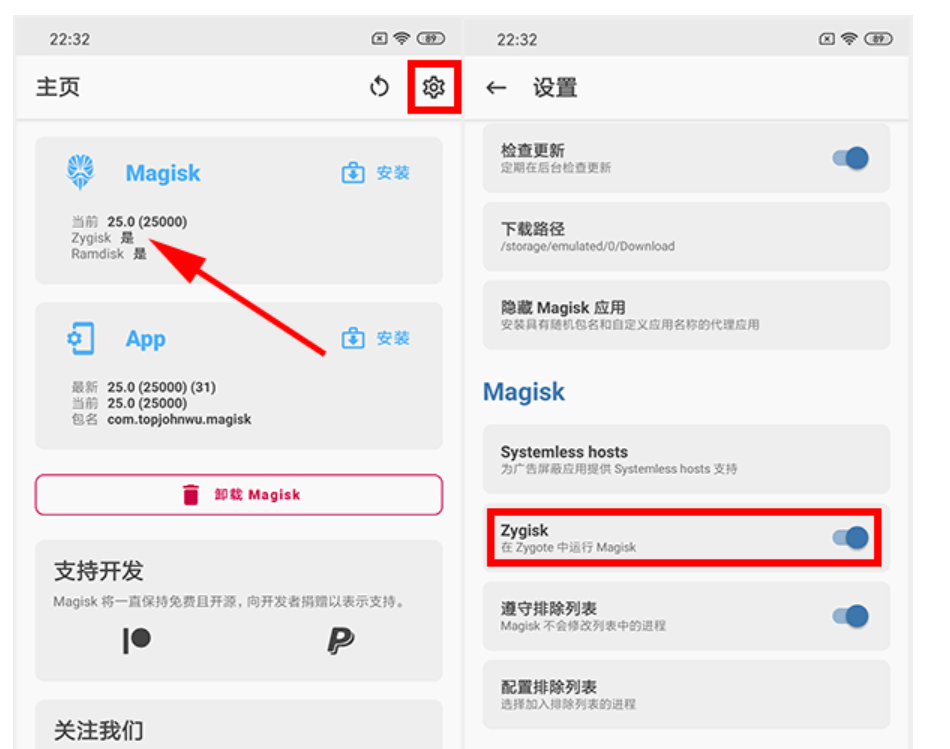 22:32
89
主页
Magisk
安装
当前 25.0 (25000)
Zygisk 是
Ramdisk 是
App
安装
最新 25.0 (25000) (31)
当前 25.0 (25000)
包名 com.topjohnwu.magisk
卸载 Magisk
支持开发
Magisk 将一直保持免费且开源，向开发者捐赠以表示支持。
关注我们
22:32
89
设置
检查更新
定期在后台检查更新
下载路径
/storage/emulated/0/Download
隐藏 Magisk 应用
安装具有随机包名和自定义应用名称的代理应用
Magisk
Systemless hosts
为广告屏蔽应用提供 Systemless hosts 支持
Zygisk
在 Zygote 中运行 Magisk
遵守排除列表
Magisk 不会修改列表中的进程
配置排除列表
选择加入排除列表的进程